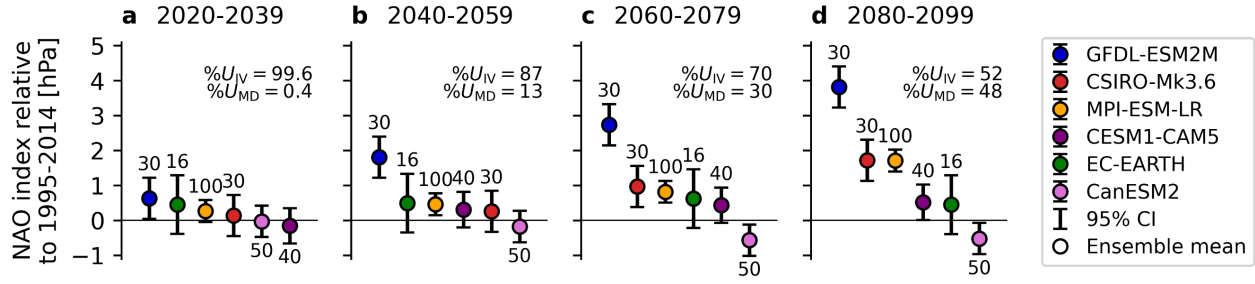 a 2020-2039
b 2040-2059
c 2060-2079
d 2080-2099
NAO index relative
to 1995-2014 [hPa]
5
4
3
2
1
0
−1
%U_IV = 99.6
%U_MD = 0.4
30 16 100 30 50 40
%U_IV = 87
%U_MD = 13
30 16 100 40 30 50
%U_IV = 70
%U_MD = 30
30 30 100 16 40 50
%U_IV = 52
%U_MD = 48
30 30 100 40 16 50
GFDL-ESM2M
CSIRO-Mk3.6
MPI-ESM-LR
CESM1-CAM5
EC-EARTH
CanESM2
95% CI
Ensemble mean